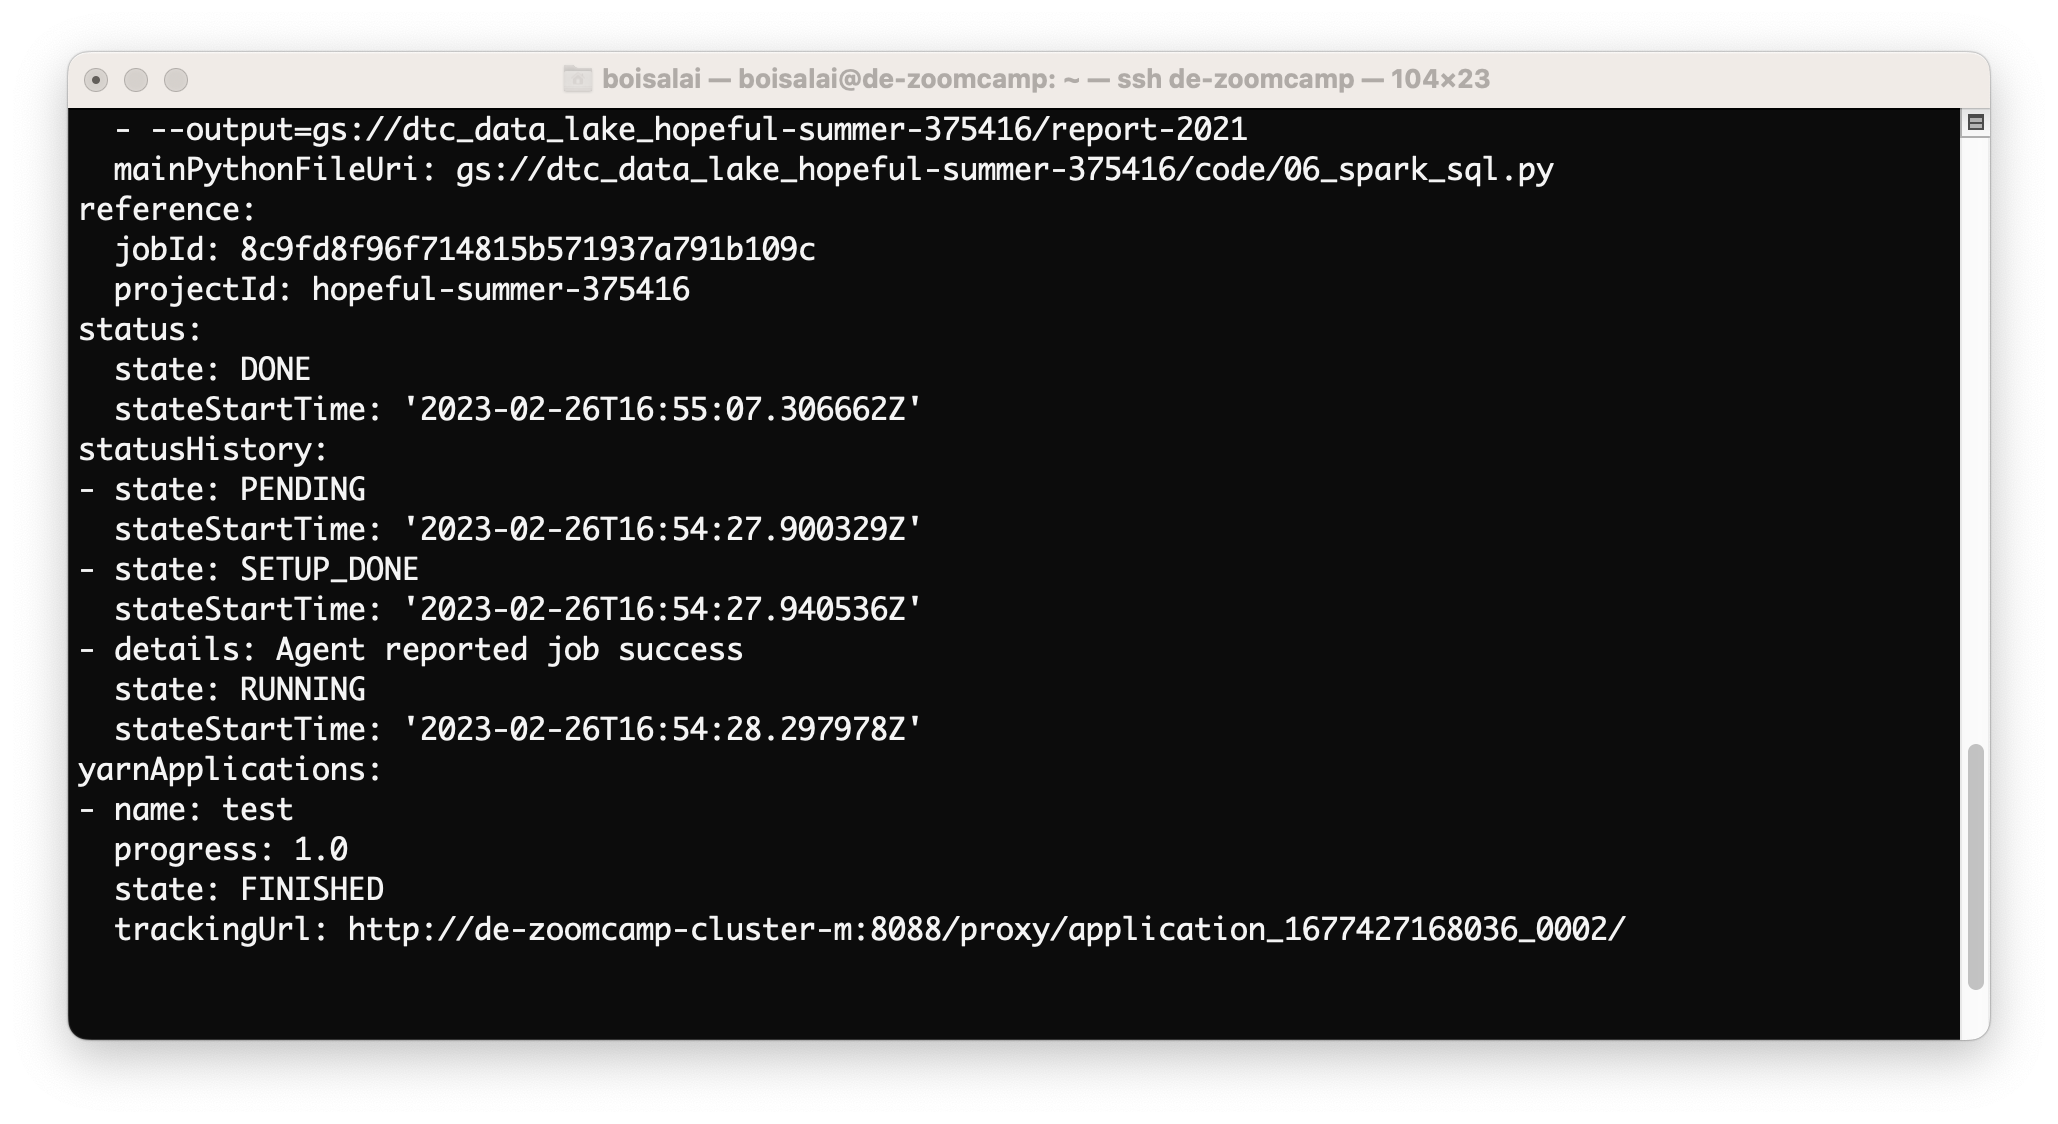 boisalai — boisalai@de-zoomcamp: ~ — ssh de-zoomcamp — 104×23
- --output=gs://dtc_data_lake_hopeful-summer-375416/report-2021
mainPythonFileUri: gs://dtc_data_lake_hopeful-summer-375416/code/06_spark_sql.py
reference:
jobId: 8c9fd8f96f714815b571937a791b109c
projectId: hopeful-summer-375416
status:
state: DONE
stateStartTime: '2023-02-26T16:55:07.306662Z'
statusHistory:
- state: PENDING
stateStartTime: '2023-02-26T16:54:27.900329Z'
- state: SETUP_DONE
stateStartTime: '2023-02-26T16:54:27.940536Z'
- details: Agent reported job success
state: RUNNING
stateStartTime: '2023-02-26T16:54:28.297978Z'
yarnApplications:
- name: test
progress: 1.0
state: FINISHED
trackingUrl: http://de-zoomcamp-cluster-m:8088/proxy/application_1677427168036_0002/